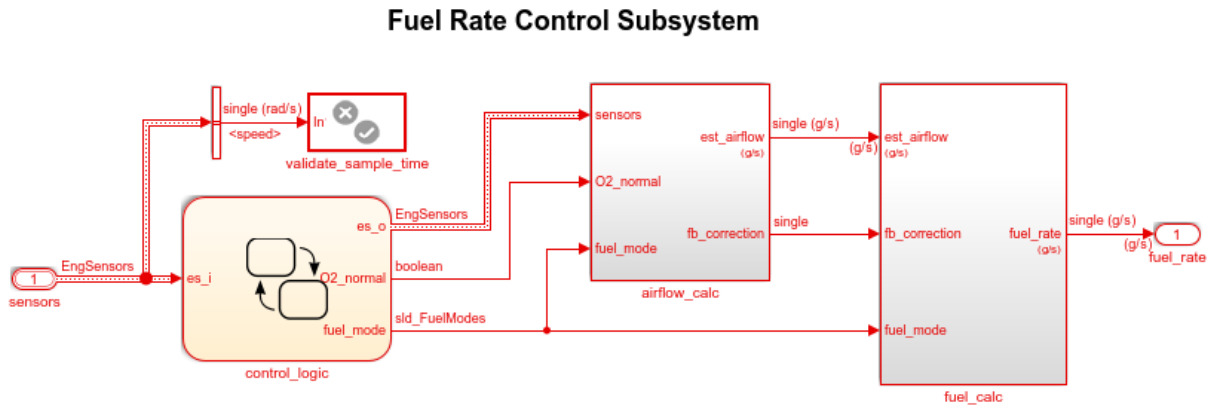 Fuel Rate Control Subsystem
single (rad/s)
<speed>
In
validate_sample_time
1
sensors
EngSensors
es_i
es_o
O2_normal
fuel_mode
control_logic
EngSensors
boolean
sld_FuelModes
sensors
O2_normal
fuel_mode
est_airflow
(g/s)
fb_correction
airflow_calc
single (g/s)
(g/s)
single
est_airflow
(g/s)
fb_correction
fuel_mode
fuel_rate
(g/s)
fuel_calc
single (g/s)
(g/s)
1
fuel_rate